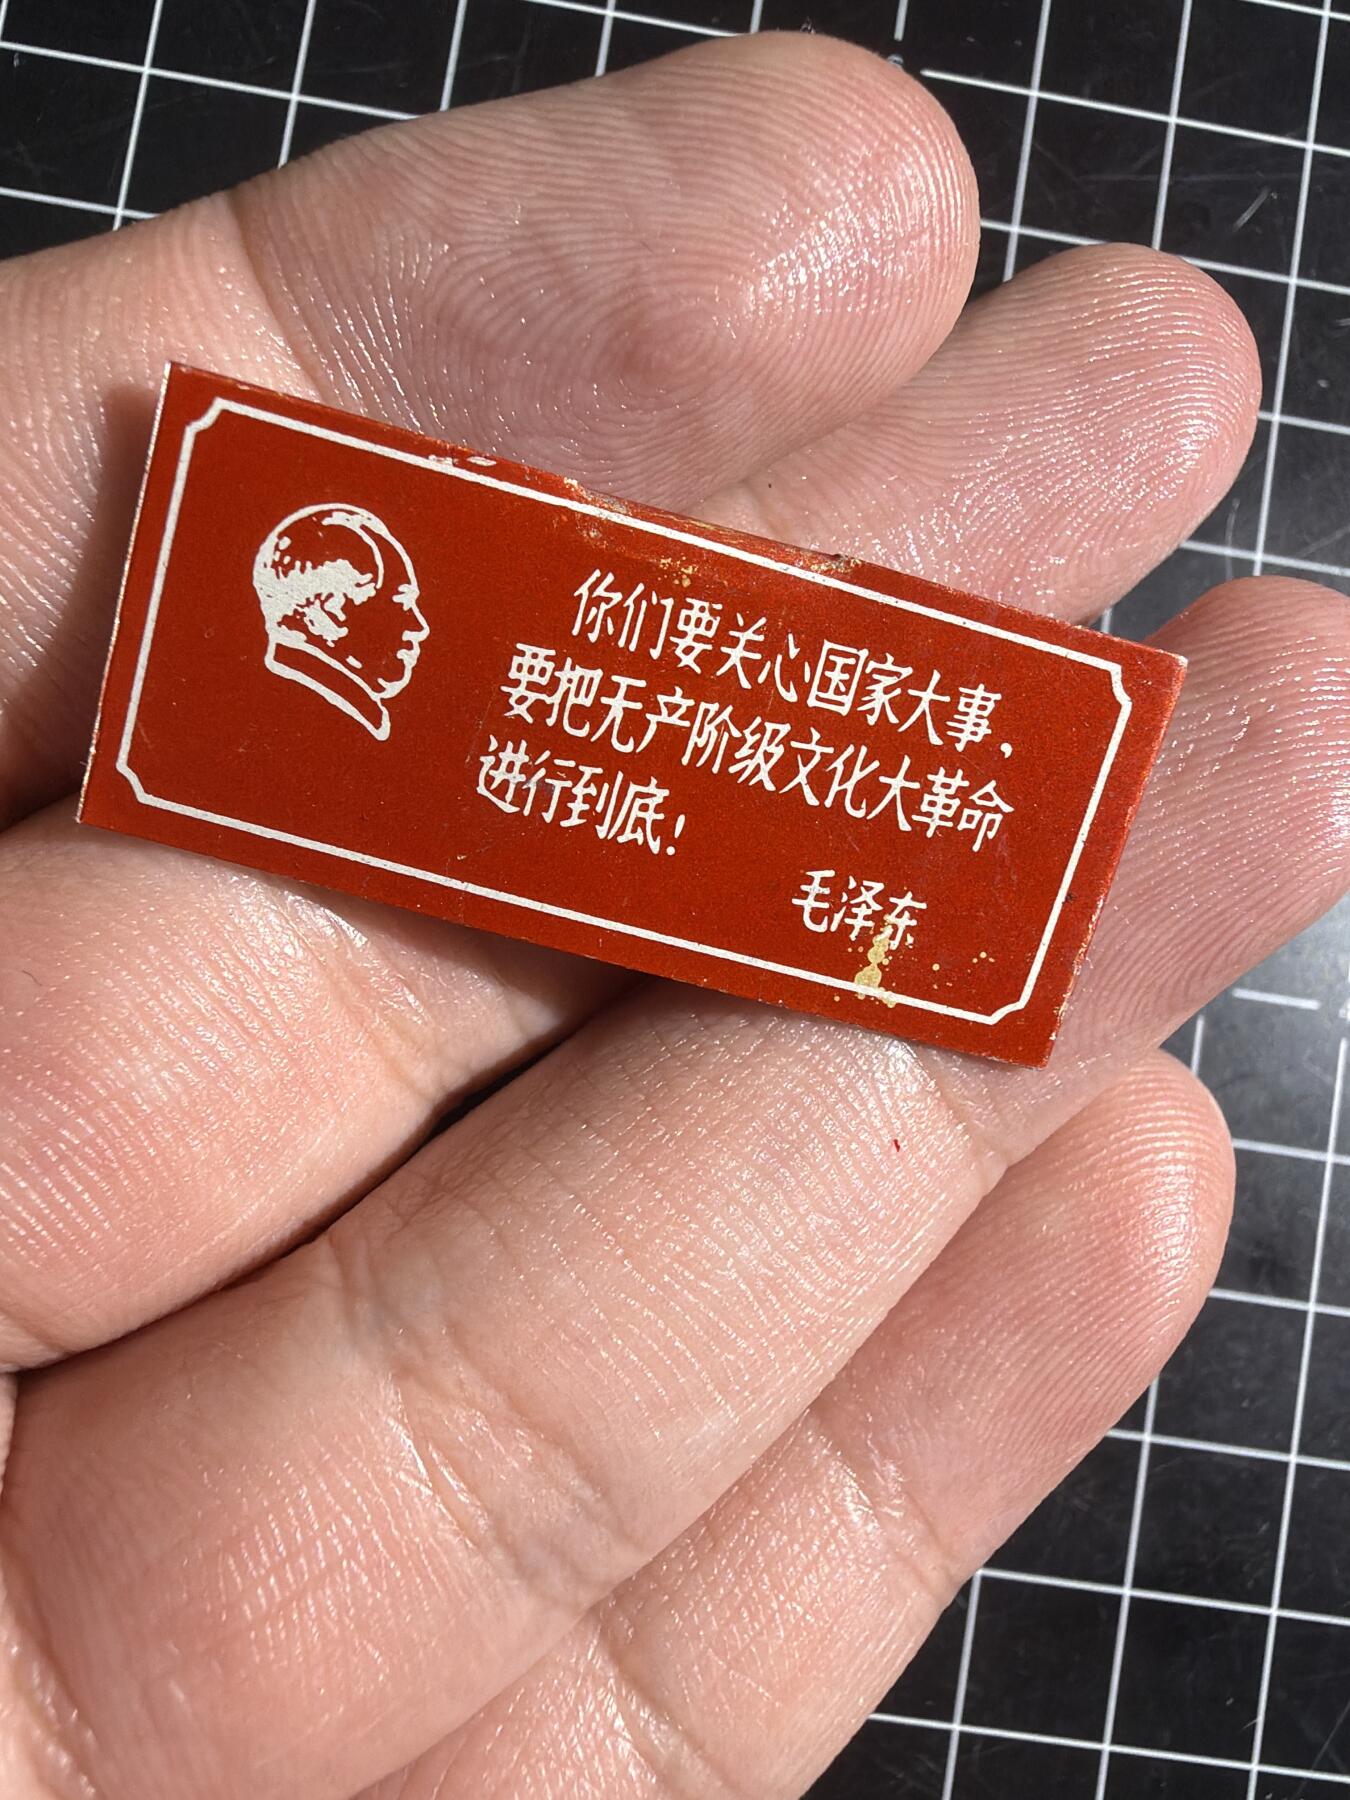 你们要关心国家大事，
要把无产阶级文化大革命
进行到底！
毛泽东